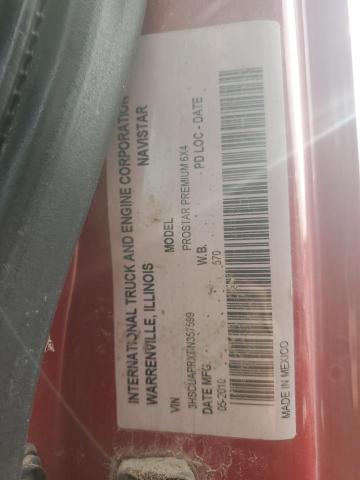 INTERNATIONAL TRUCK AND ENGINE CORPORATION
WARRENVILLE, ILLINOIS NAVISTAR
VIN MODEL
PROSTAR PREMIUM 6X4
DATE MFG. W.B. PD LOC - DATE
05-2010 570
MADE IN MEXICO